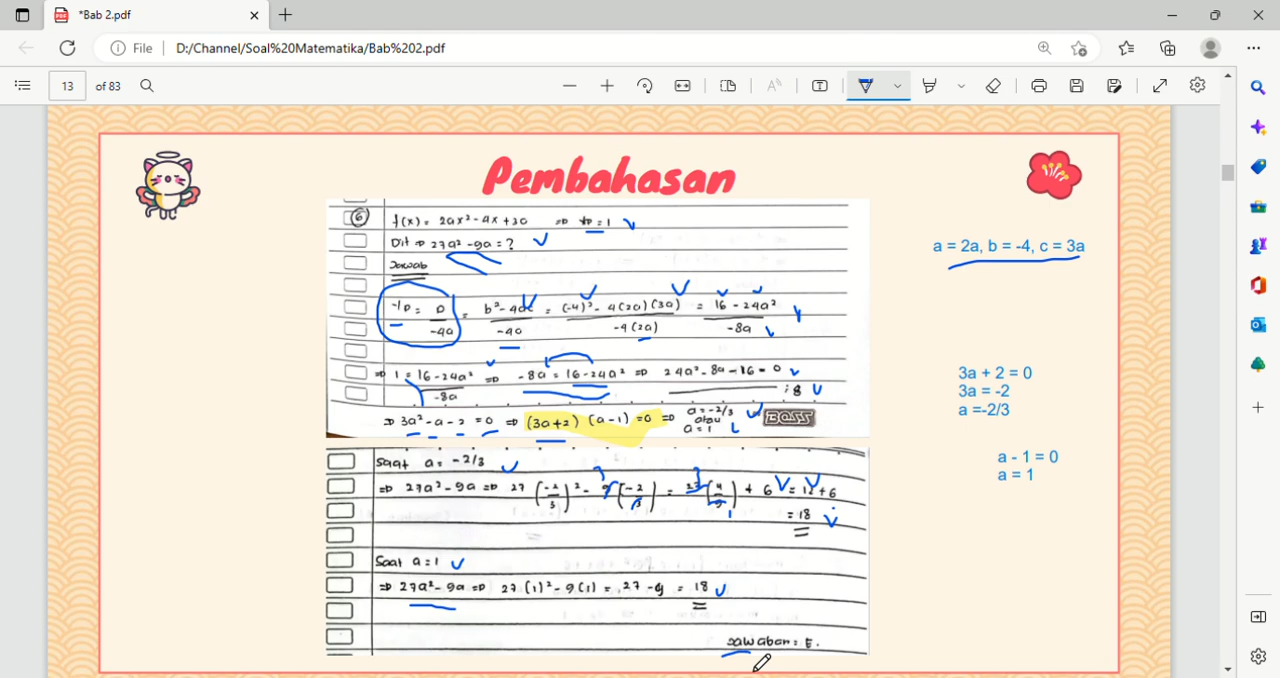 *Bab 2.pdf
File
D:/Channel/Soal%20Matematika/Bab%202.pdf
13 of 83
Pembahasan
6 f(x) = 2ax² - 4x + 3a ⇒ = 1
Dit ⇒ 27a² - 9a = ?
Jawab
-yp = D/-4a = b² - 4ac/-4a = (-4)² - 4(2a)(3a)/-4(2a) = 16 - 24a²/-8a
⇒ 1 = 16 - 24a²/-8a ⇒ -8a = 16 - 24a² ⇒ 24a² - 8a - 16 = 0 :8
⇒ 3a² - a - 2 = 0 ⇒ (3a+2) (a-1) = 0 ⇒ a = -2/3 atau a = 1
BOSS
Saat a = -2/3
⇒ 27a² - 9a ⇒ 27 (-2/3)² - 9 (-2/3) = 27 (4/9) + 6 = 12 + 6
= 18
Saat a = 1
⇒ 27a² - 9a ⇒ 27 (1)² - 9 (1) = 27 - 9 = 18
Jawaban : E.
a = 2a, b = -4, c = 3a
3a + 2 = 0
3a = -2
a =-2/3
a - 1 = 0
a = 1